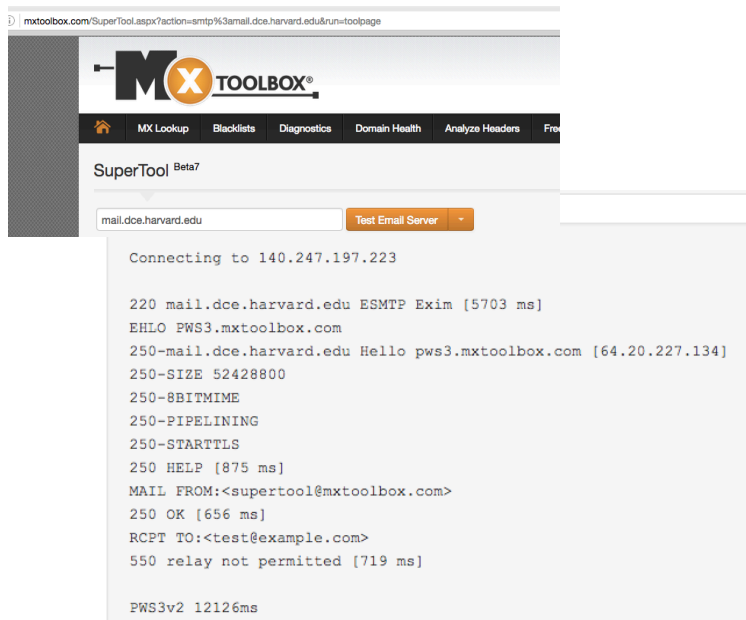 mxtoolbox.com/SuperTool.aspx?action=smtp%3amail.dce.harvard.edu&run=toolpage
MX TOOLBOX®
MX Lookup Blacklists Diagnostics Domain Health Analyze Headers
SuperTool Beta7
mail.dce.harvard.edu Test Email Server
Connecting to 140.247.197.223
220 mail.dce.harvard.edu ESMTP Exim [5703 ms]
EHLO PWS3.mxtoolbox.com
250-mail.dce.harvard.edu Hello pws3.mxtoolbox.com [64.20.227.134]
250-SIZE 52428800
250-8BITMIME
250-PIPELINING
250-STARTTLS
250 HELP [875 ms]
MAIL FROM:<supertool@mxtoolbox.com>
250 OK [656 ms]
RCPT TO:<test@example.com>
550 relay not permitted [719 ms]
PWS3v2 12126ms